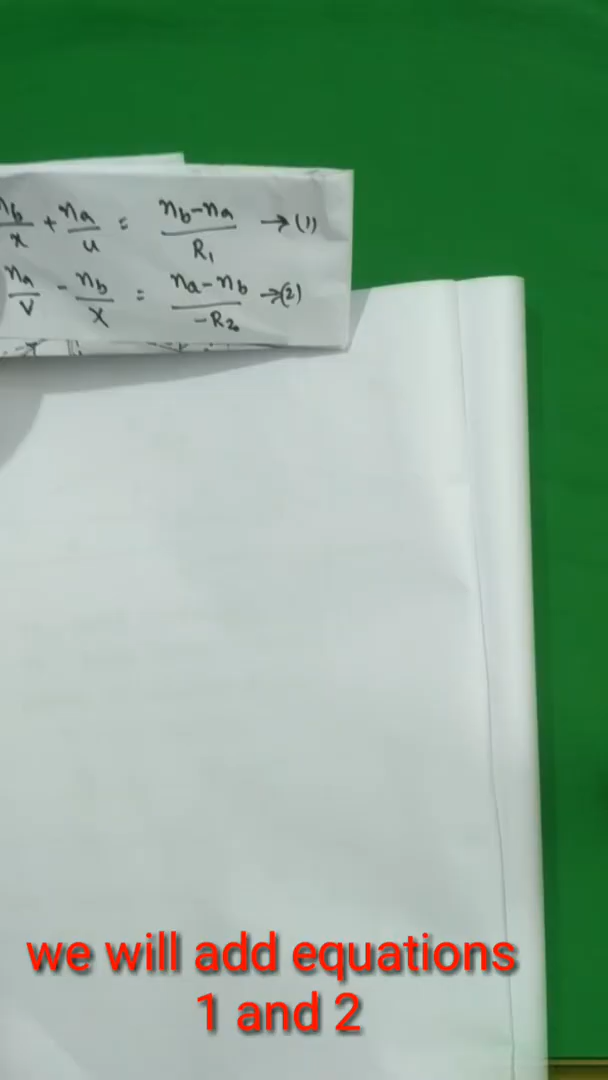 nb/x + na/u = nb-na/R1 → (1)
na/v - nb/x = na-nb/-R2 → (2)
we will add equations
1 and 2